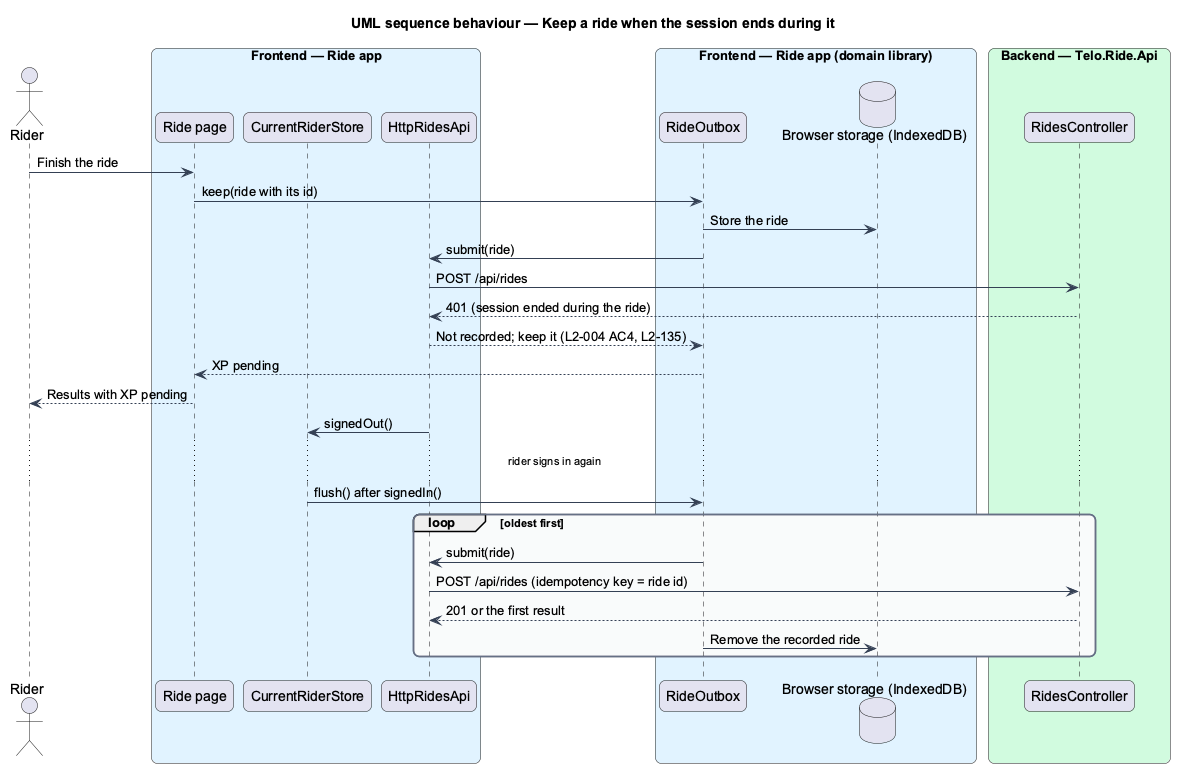 UML sequence behaviour — Keep a ride when the session ends during it
Frontend — Ride app
Frontend — Ride app (domain library)
Backend — Telo.Ride.Api
Rider
Ride page
CurrentRiderStore
HttpRidesApi
RideOutbox
Browser storage (IndexedDB)
RidesController
Finish the ride
keep(ride with its id)
Store the ride
submit(ride)
POST /api/rides
401 (session ended during the ride)
Not recorded; keep it (L2-004 AC4, L2-135)
XP pending
Results with XP pending
signedOut()
rider signs in again
flush() after signedIn()
loop [oldest first]
submit(ride)
POST /api/rides (idempotency key = ride id)
201 or the first result
Remove the recorded ride
Rider
Ride page
CurrentRiderStore
HttpRidesApi
RideOutbox
Browser storage (IndexedDB)
RidesController